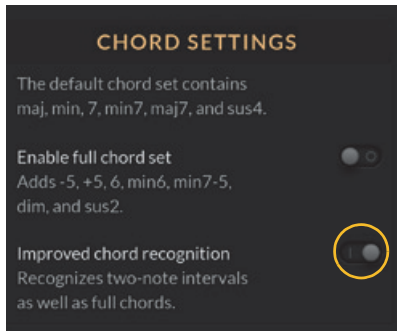 CHORD SETTINGS
The default chord set contains
maj, min, 7, min7, maj7, and sus4.
Enable full chord set
Adds -5, +5, 6, min6, min7-5,
dim, and sus2.
Improved chord recognition
Recognizes two-note intervals
as well as full chords.